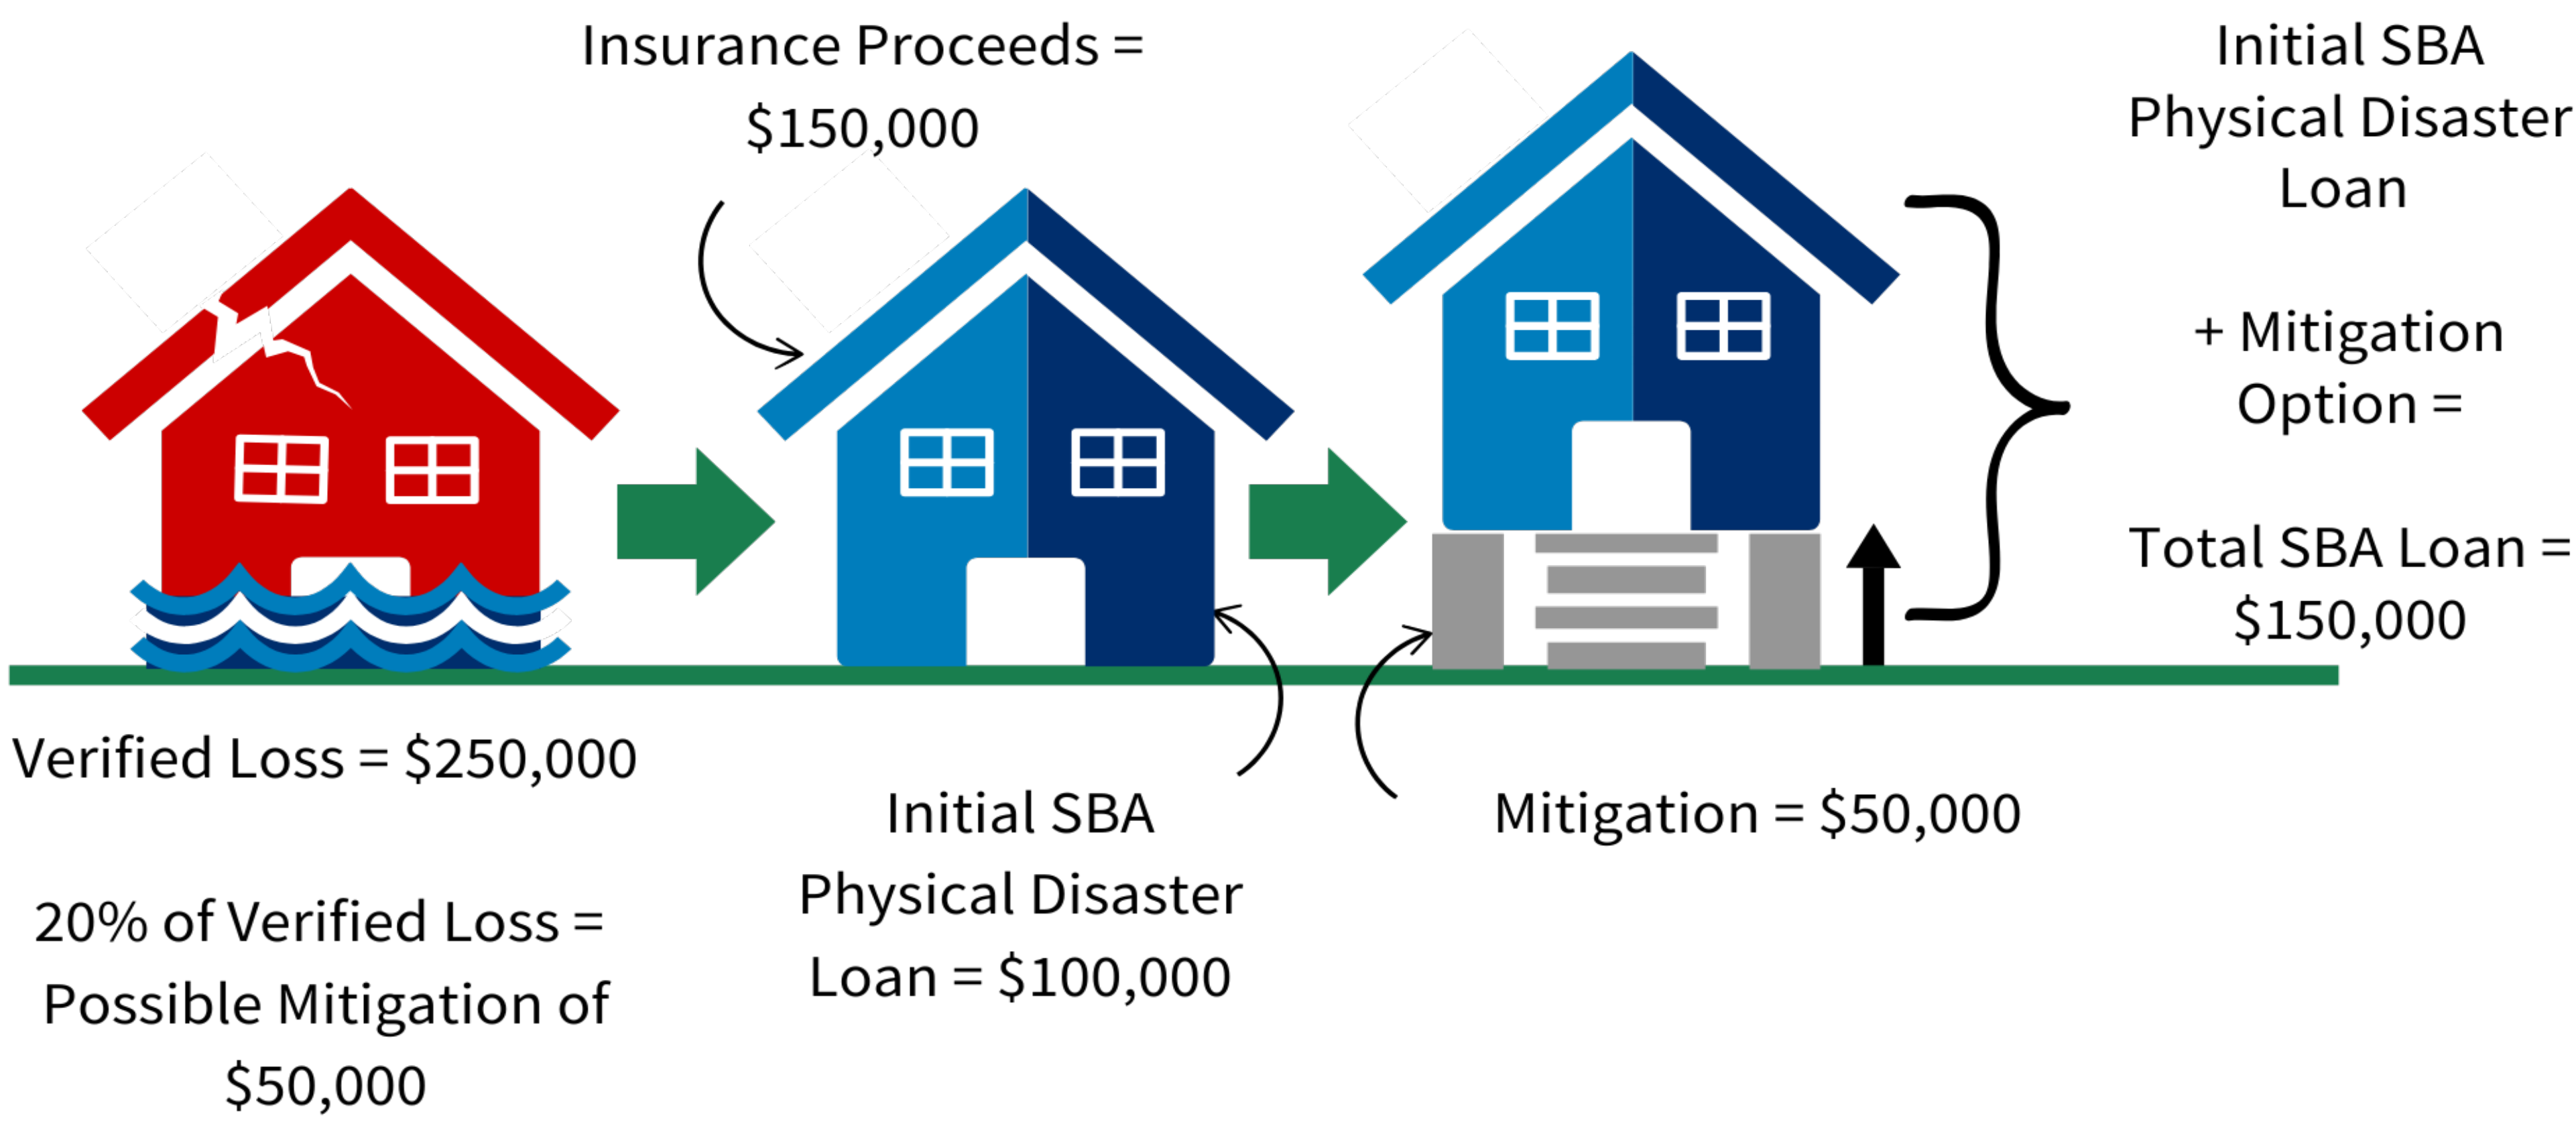 Insurance Proceeds =
$150,000
Initial SBA
Physical Disaster
Loan
+ Mitigation
Option =
Total SBA Loan =
$150,000
Verified Loss = $250,000
20% of Verified Loss =
Possible Mitigation of
$50,000
Initial SBA
Physical Disaster
Loan = $100,000
Mitigation = $50,000